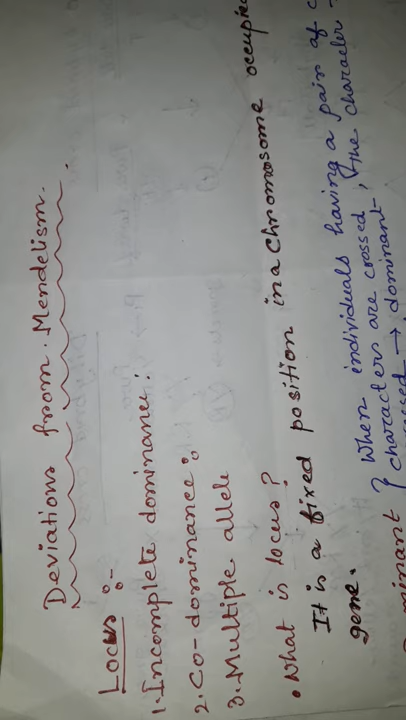 Deviations from Mendelism.
Locus :-
1. Incomplete dominance:
2. Co-dominance :
3. Multiple allele
• What is locus?
It is a fixed position in a chromosome occupied
gene.
When individuals having a pair of
characters are crossed, the character
→ dominant